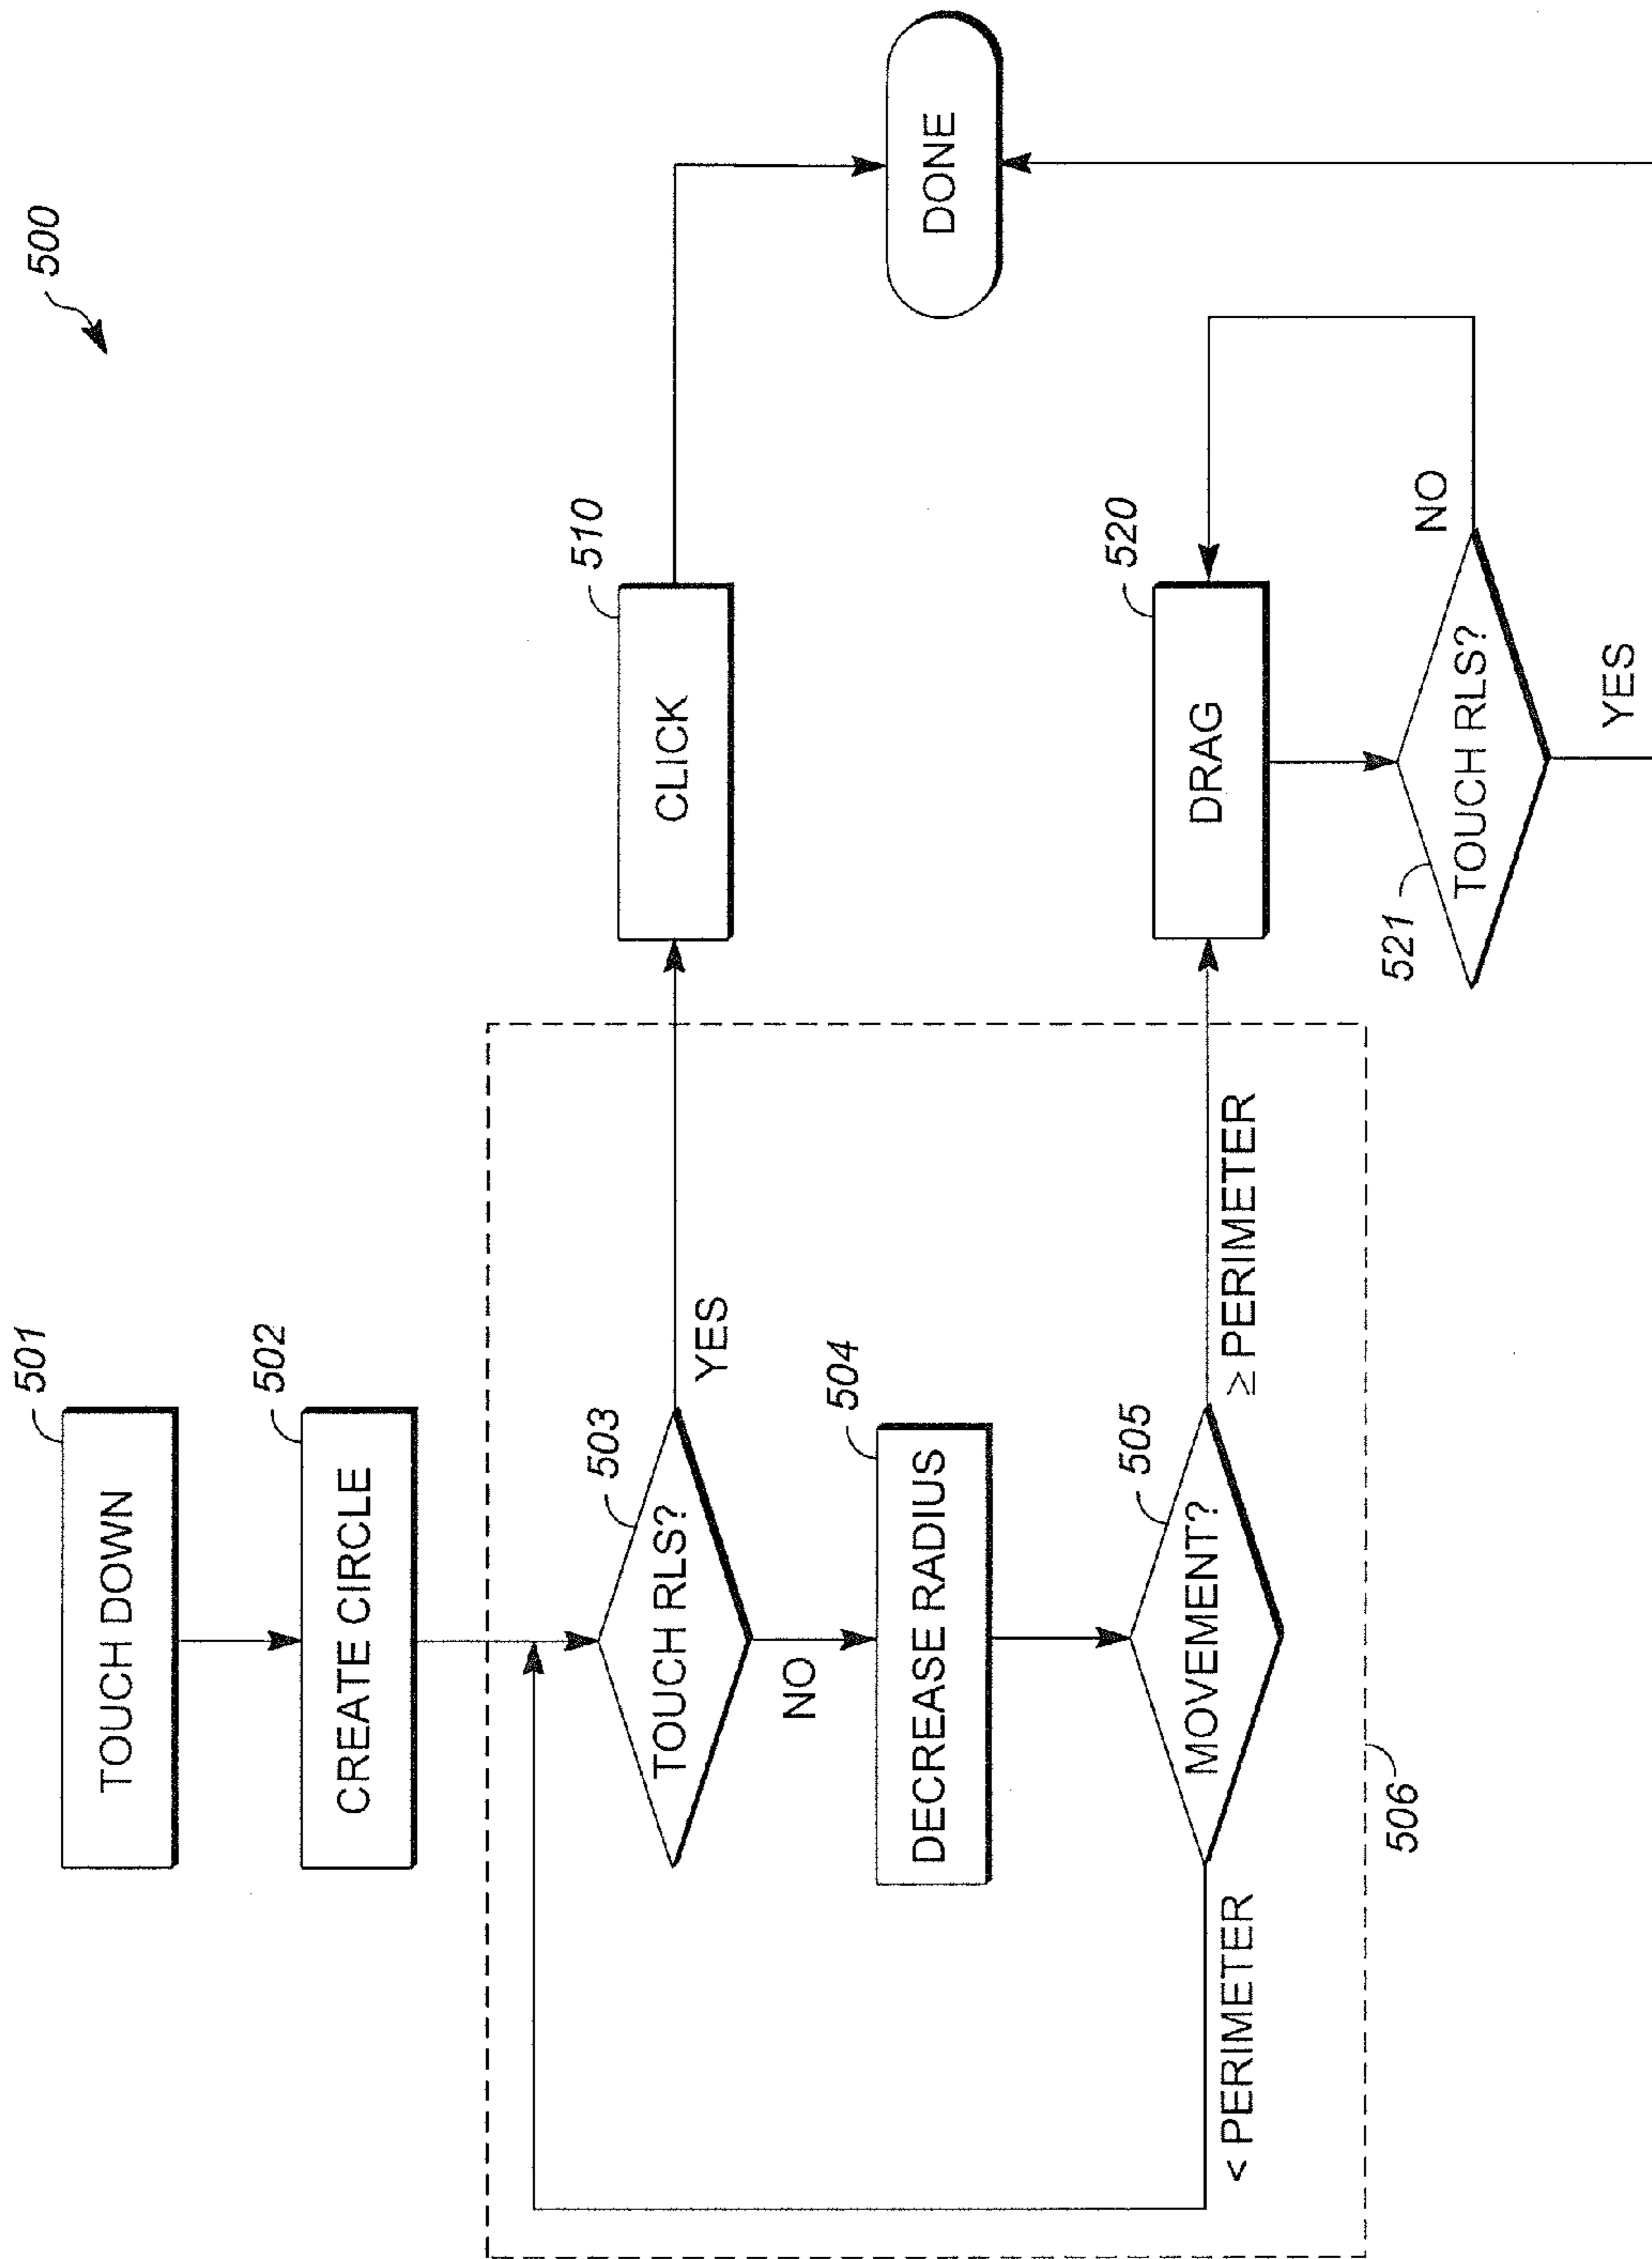 500
501
TOUCH DOWN
502
CREATE CIRCLE
503
TOUCH RLS?
YES
NO
510
CLICK
504
DECREASE RADIUS
505
MOVEMENT?
< PERIMETER
≥ PERIMETER
506
520
DRAG
521
TOUCH RLS?
NO
YES
DONE